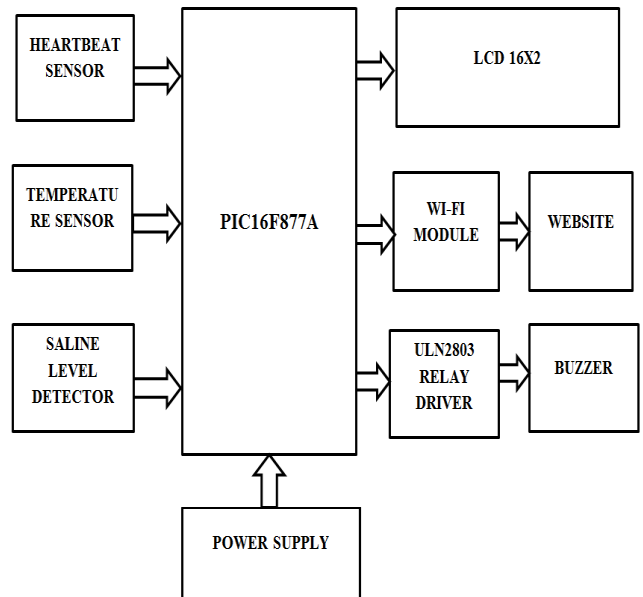 HEARTBEAT
SENSOR
LCD 16X2
TEMPERATU
RE SENSOR
PIC16F877A
WI-FI
MODULE
WEBSITE
SALINE
LEVEL
DETECTOR
ULN2803
RELAY
DRIVER
BUZZER
POWER SUPPLY